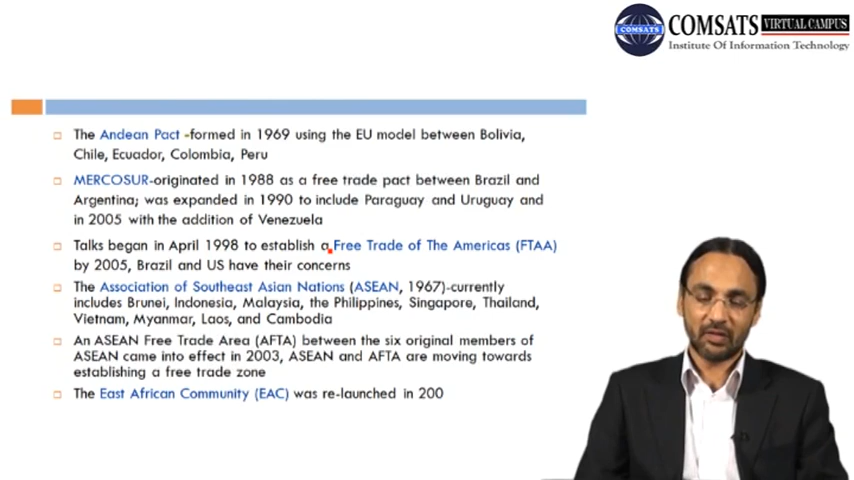 COMSATS
COMSATS VIRTUAL CAMPUS
Institute Of Information Technology
The Andean Pact -formed in 1969 using the EU model between Bolivia,
Chile, Ecuador, Colombia, Peru
MERCOSUR-originated in 1988 as a free trade pact between Brazil and
Argentina; was expanded in 1990 to include Paraguay and Uruguay and
in 2005 with the addition of Venezuela
Talks began in April 1998 to establish a Free Trade of The Americas (FTAA)
by 2005, Brazil and US have their concerns
The Association of Southeast Asian Nations (ASEAN, 1967)-currently
includes Brunei, Indonesia, Malaysia, the Philippines, Singapore, Thailand,
Vietnam, Myanmar, Laos, and Cambodia
An ASEAN Free Trade Area (AFTA) between the six original members of
ASEAN came into effect in 2003, ASEAN and AFTA are moving towards
establishing a free trade zone
The East African Community (EAC) was re-launched in 200